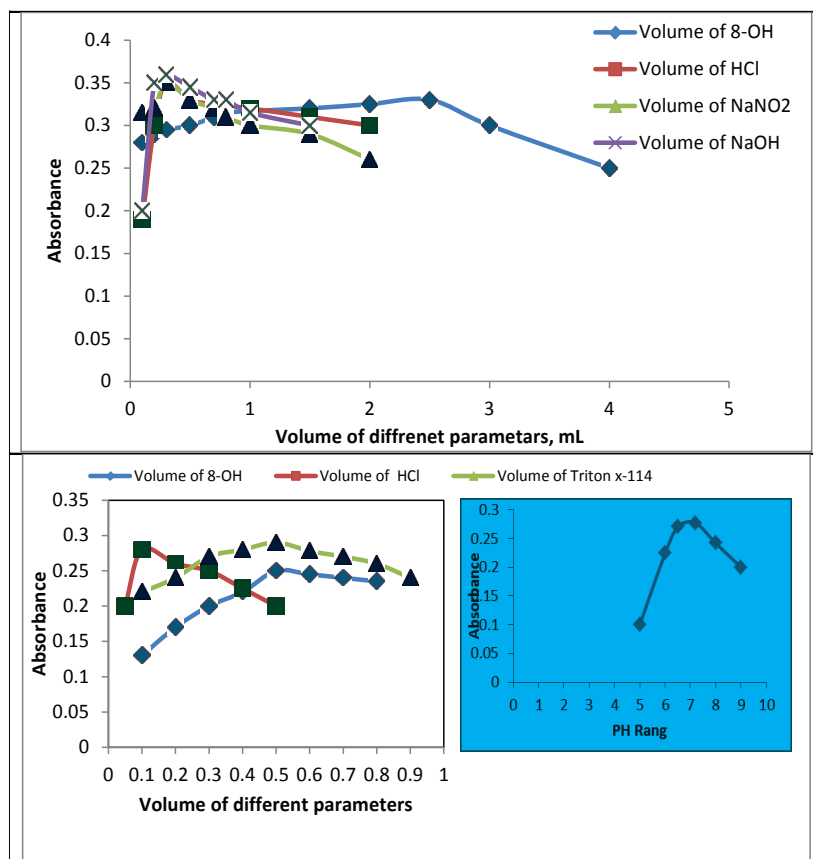 0.4
0.35
0.3
0.25
0.2
0.15
0.1
0.05
0
Absorbance
0 1 2 3 4 5
Volume of diffrenet parametars, mL
Volume of 8-OH
Volume of HCl
Volume of NaNO2
Volume of NaOH
Volume of 8-OH Volume of HCl Volume of Triton x-114
0.35
0.3
0.25
0.2
0.15
0.1
0.05
0
Absorbance
0 0.1 0.2 0.3 0.4 0.5 0.6 0.7 0.8 0.9 1
Volume of different parameters
0.3
0.25
0.2
0.15
0.1
0.05
0
Absorbance
0 1 2 3 4 5 6 7 8 9 10
PH Rang